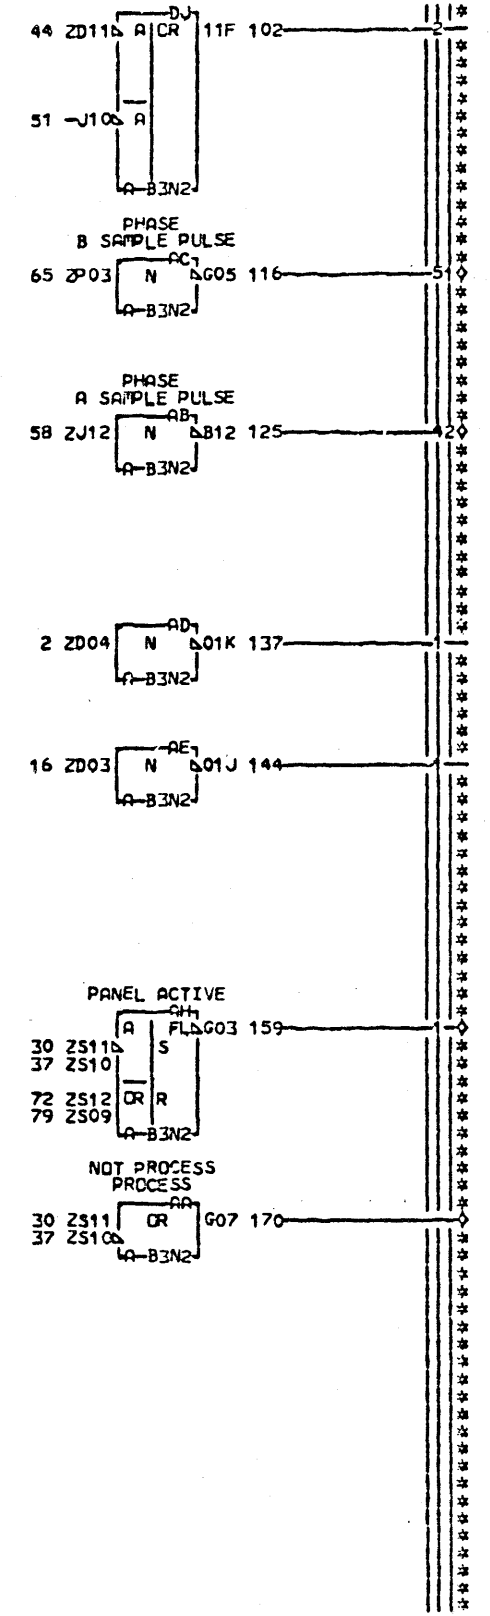 DJ
44 ZD11 A CR 11F 102 2
51 -J10 A
A B3N2
PHASE
B SAMPLE PULSE
AC
65 ZP03 N G05 116 51
A B3N2
PHASE
A SAMPLE PULSE
AB
58 ZJ12 N B12 125 42
A B3N2
AD
2 ZD04 N 01K 137 1
A B3N2
AE
16 ZD03 N 01J 144 1
A B3N2
PANEL ACTIVE
AH
A FL G03 159 1
30 ZS11 S
37 ZS10
72 ZS12 OR R
79 ZS09
A B3N2
NOT PROCESS
PROCESS
AA
30 ZS11 OR G07 170
37 ZS10
A B3N2